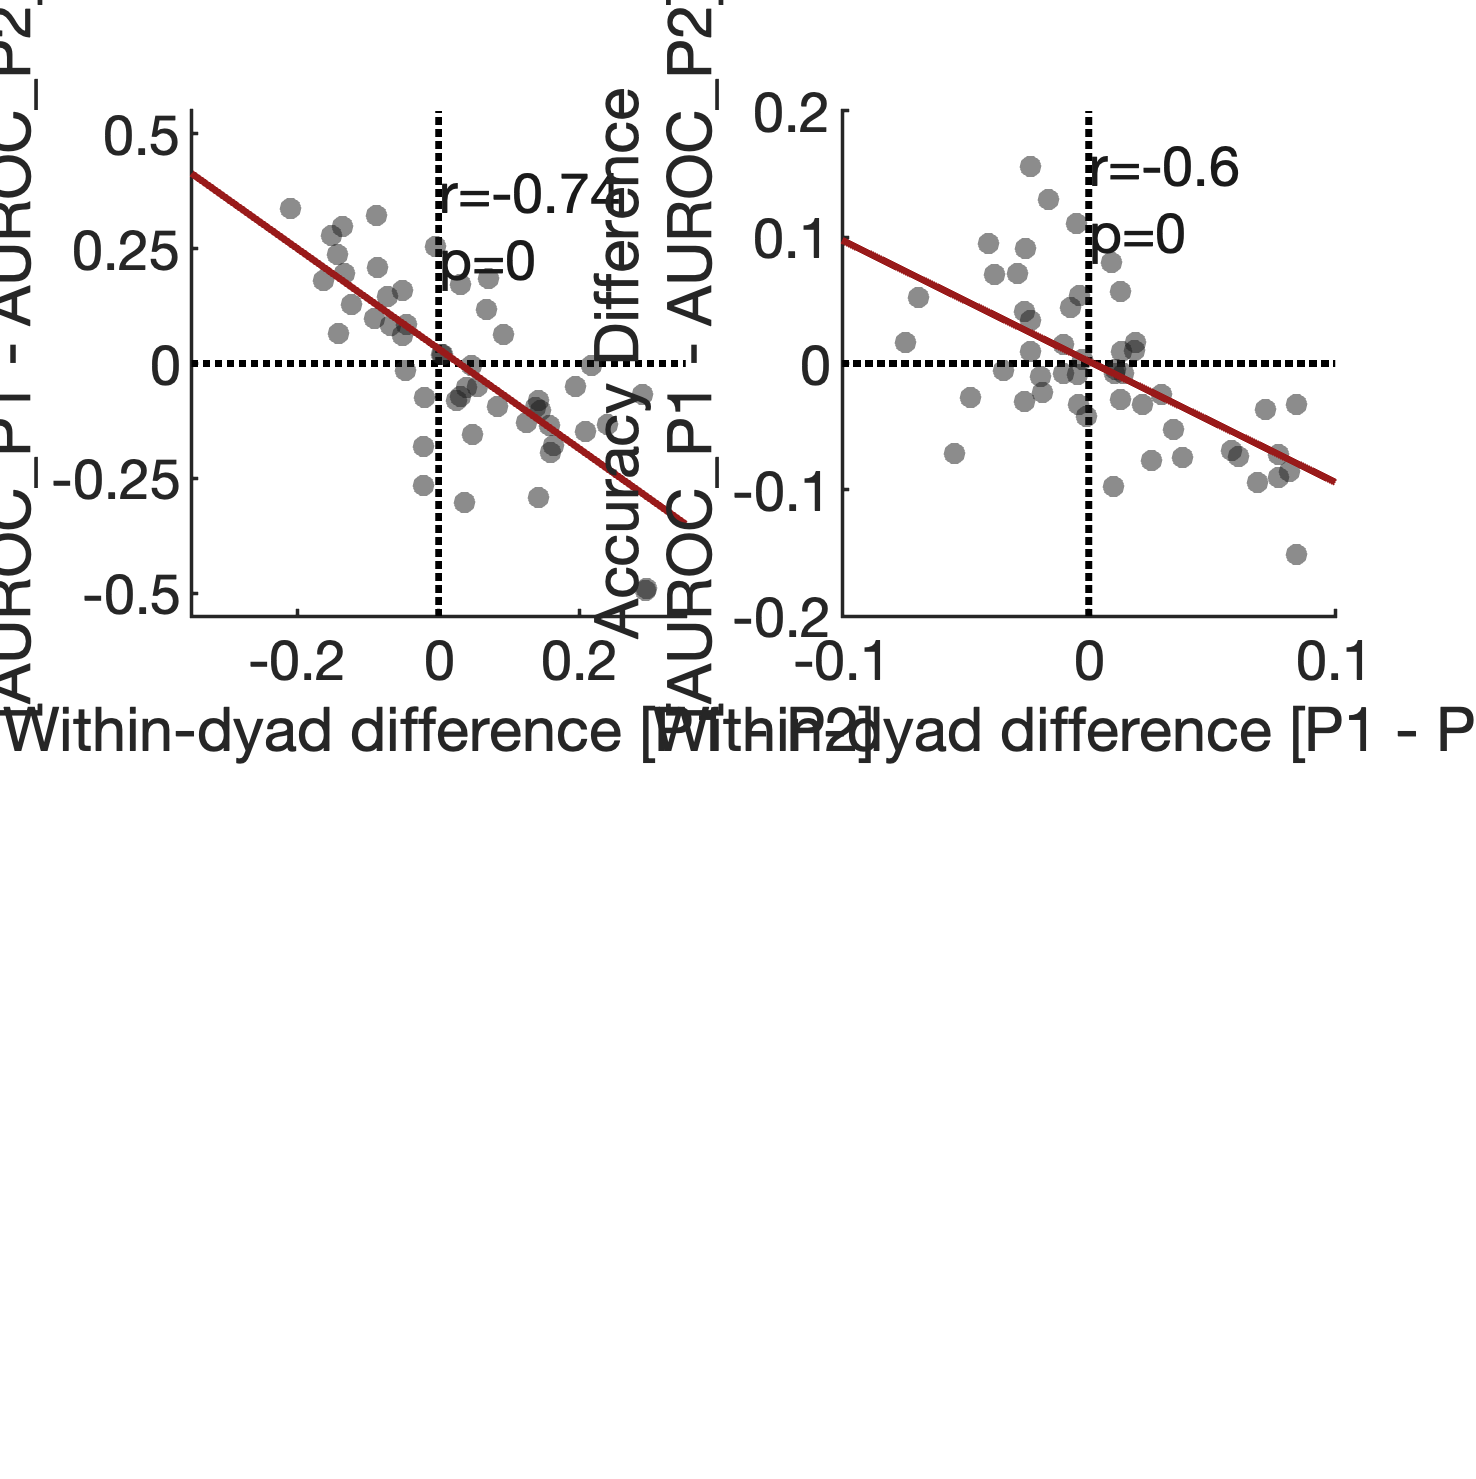 [AUROC_P1 - AUROC_P2]
0.5
0.25
0
-0.25
-0.5
r=-0.74
p=0
-0.2
0
0.2
Within-dyad difference [P1 - P2]
Accuracy Difference
[AUROC_P1 - AUROC_P2]
0.2
0.1
0
-0.1
-0.2
r=-0.6
p=0
-0.1
0
0.1
Within-dyad difference [P1 - P